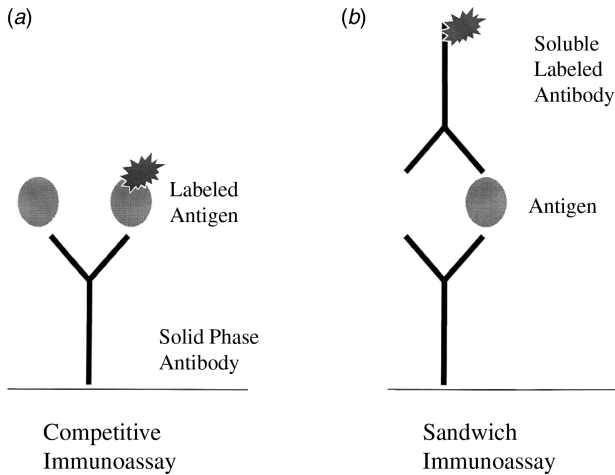 (a)
Labeled
Antigen
Solid Phase
Antibody
Competitive
Immunoassay
(b)
Soluble
Labeled
Antibody
Antigen
Sandwich
Immunoassay